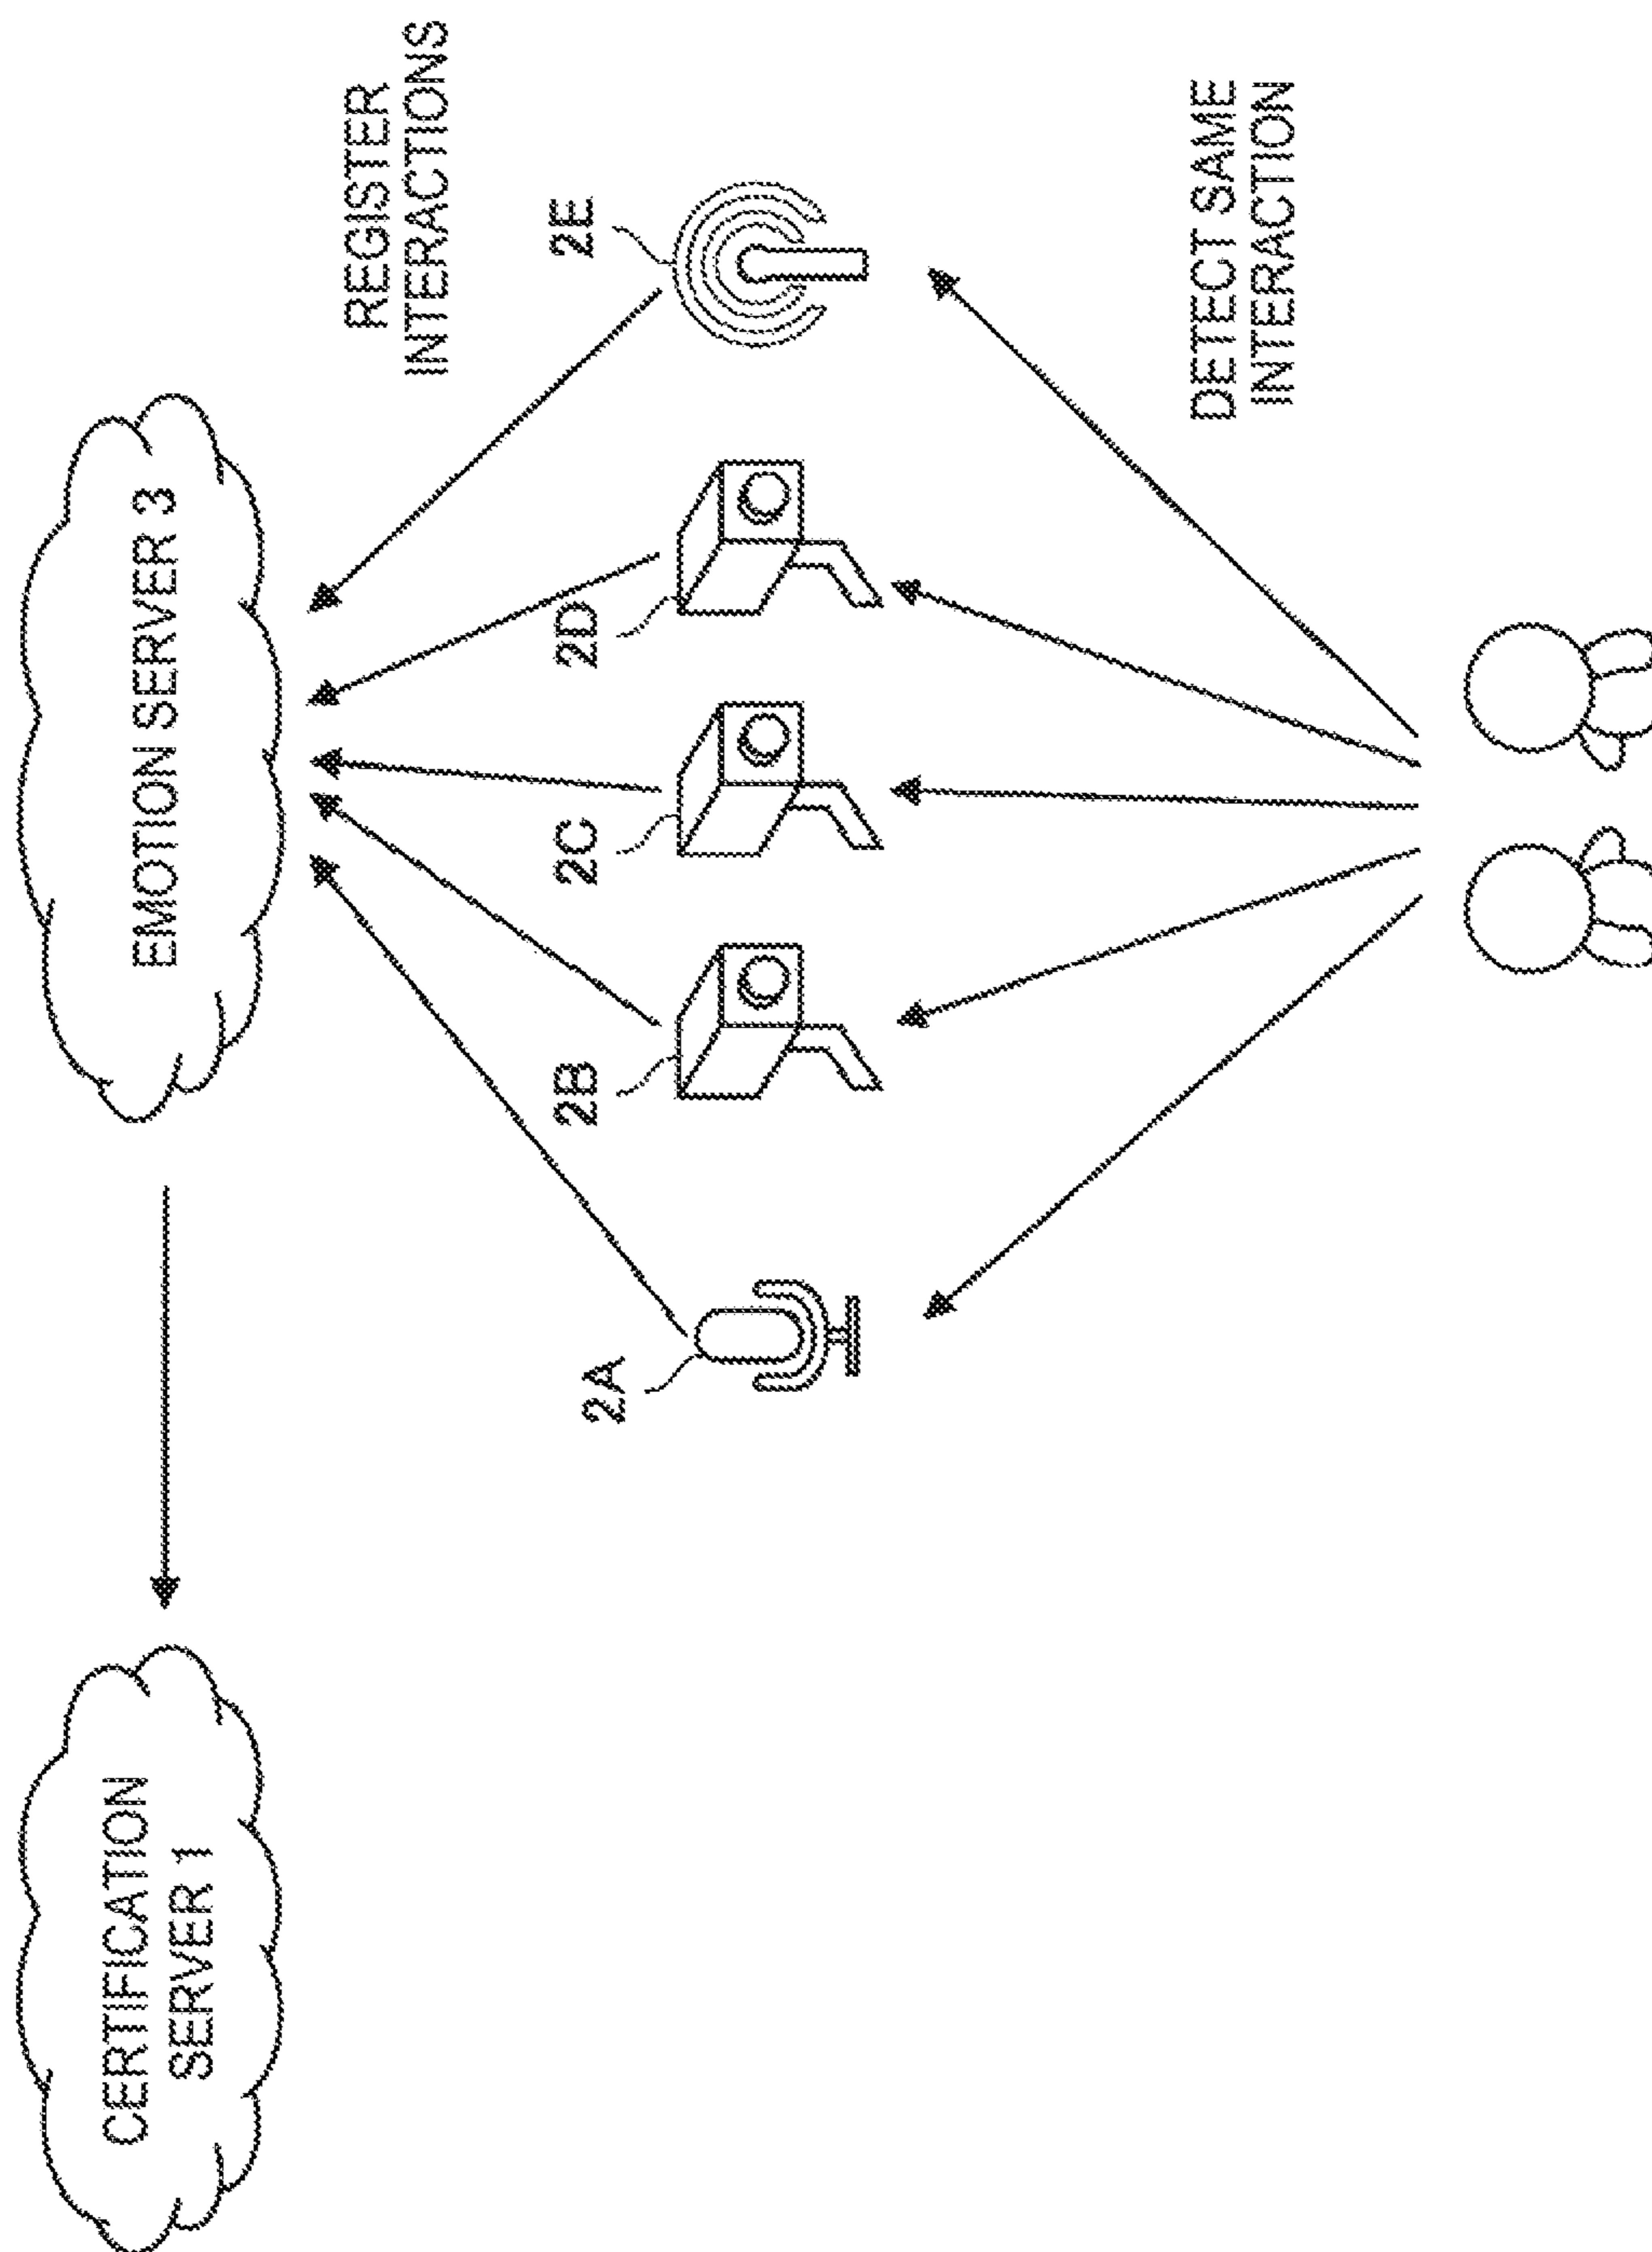 CERTIFICATION
SERVER 1
EMOTION SERVER 3
REGISTER
INTERACTIONS
2A
2B
2C
2D
2E
DETECT SAME
INTERACTION